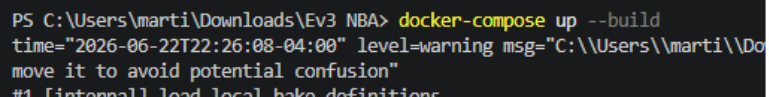 PS C:\Users\marti\Downloads\Ev3 NBA> docker-compose up --build
time="2026-06-22T22:26:08-04:00" level=warning msg="C:\\Users\\marti\\Do
move it to avoid potential confusion"
#1 [internal] load local bake definitions